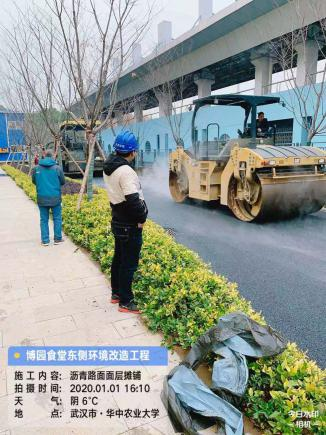 博园食堂东侧环境改造工程
施工内容：沥青路面面层摊铺
拍摄时间：2020.01.01 16:10
天气：阴 6℃
地点：武汉市·华中农业大学
今日水印
相机